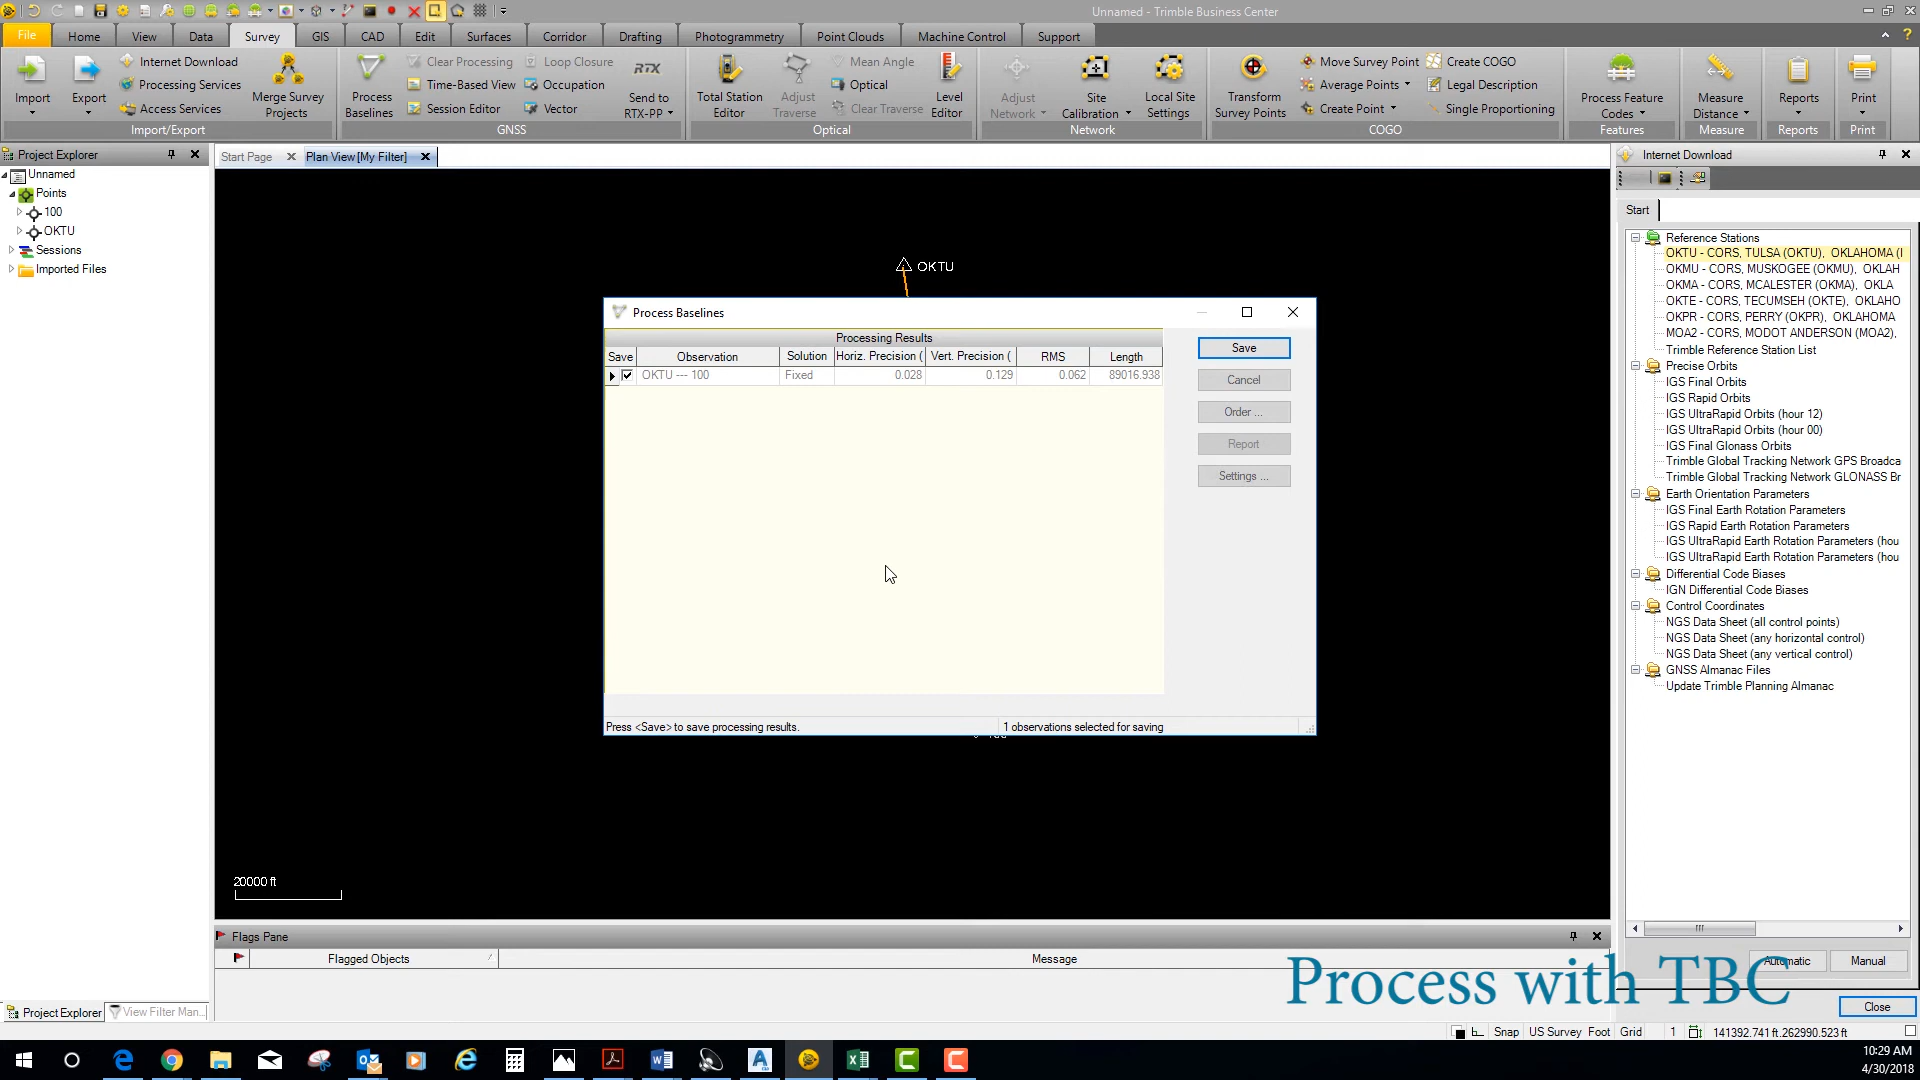 Unnamed - Trimble Business Center
File Home View Data Survey GIS CAD Edit Surfaces Corridor Drafting Photogrammetry Point Clouds Machine Control Support
Import
Export
Internet Download
Processing Services
Access Services
Merge Survey
Projects
Import/Export
Process
Baselines
Clear Processing
Time-Based View
Session Editor
Loop Closure
Occupation
Vector
RTX
Send to
RTX-PP
GNSS
Total Station
Editor
Adjust
Traverse
Mean Angle
Optical
Clear Traverse
Level
Editor
Optical
Adjust
Network
Site
Calibration
Local Site
Settings
Network
Transform
Survey Points
Move Survey Point
Average Points
Create Point
Create COGO
Legal Description
Single Proportioning
COGO
Process Feature
Codes
Features
Measure
Distance
Measure
Reports
Reports
Print
Print
Project Explorer
Unnamed
Points
100
OKTU
Sessions
Imported Files
Start Page
Plan View [My Filter]
OKTU
Process Baselines
Processing Results
Save Observation Solution Horiz. Precision ( Vert. Precision ( RMS Length
OKTU --- 100 Fixed 0.028 0.129 0.062 89016.938
Save
Cancel
Order ...
Report
Settings ...
Press <Save> to save processing results.
1 observations selected for saving
20000 ft
Internet Download
Start
Reference Stations
OKTU - CORS, TULSA (OKTU), OKLAHOMA (I
OKMU - CORS, MUSKOGEE (OKMU), OKLAH
OKMA - CORS, MCALESTER (OKMA), OKLA
OKTE - CORS, TECUMSEH (OKTE), OKLAHO
OKPR - CORS, PERRY (OKPR), OKLAHOMA
MOA2 - CORS, MODOT ANDERSON (MOA2),
Trimble Reference Station List
Precise Orbits
IGS Final Orbits
IGS Rapid Orbits
IGS UltraRapid Orbits (hour 12)
IGS UltraRapid Orbits (hour 00)
IGS Final Glonass Orbits
Trimble Global Tracking Network GPS Broadca
Trimble Global Tracking Network GLONASS Br
Earth Orientation Parameters
IGS Final Earth Rotation Parameters
IGS Rapid Earth Rotation Parameters
IGS UltraRapid Earth Rotation Parameters (hou
IGS UltraRapid Earth Rotation Parameters (hou
Differential Code Biases
IGN Differential Code Biases
Control Coordinates
NGS Data Sheet (all control points)
NGS Data Sheet (any horizontal control)
NGS Data Sheet (any vertical control)
GNSS Almanac Files
Update Trimble Planning Almanac
Automatic
Manual
Close
Flags Pane
Flagged Objects
Message
Process with TBC
Project Explorer
View Filter Man...
Snap US Survey Foot Grid 1 141392.741 ft.262990.523 ft
10:29 AM
4/30/2018